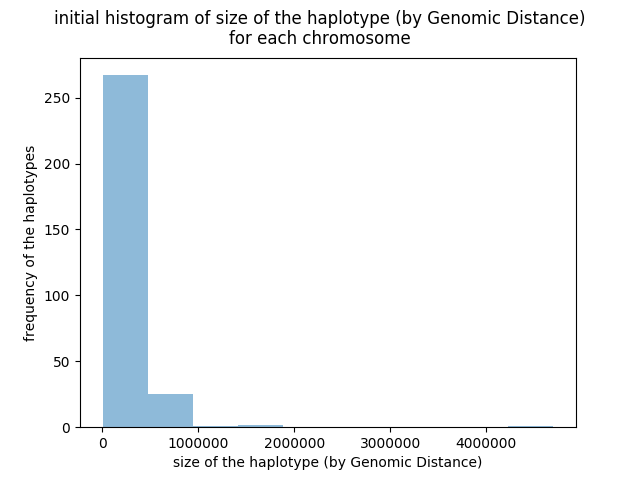 initial histogram of size of the haplotype (by Genomic Distance)
for each chromosome
250
200
150
100
50
0
frequency of the haplotypes
0 1000000 2000000 3000000 4000000
size of the haplotype (by Genomic Distance)